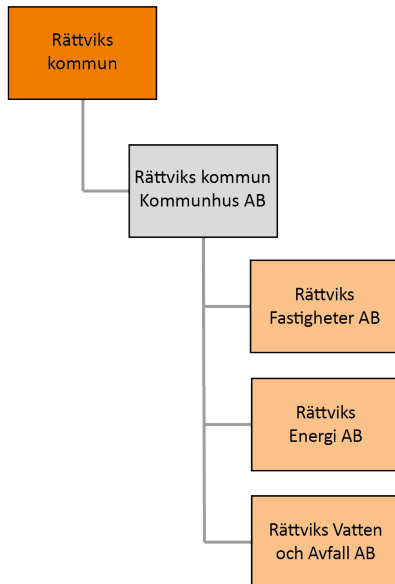 Rättviks
kommun
Rättviks kommun
Kommunhus AB
Rättviks
Fastigheter AB
Rättviks
Energi AB
Rättviks Vatten
och Avfall AB